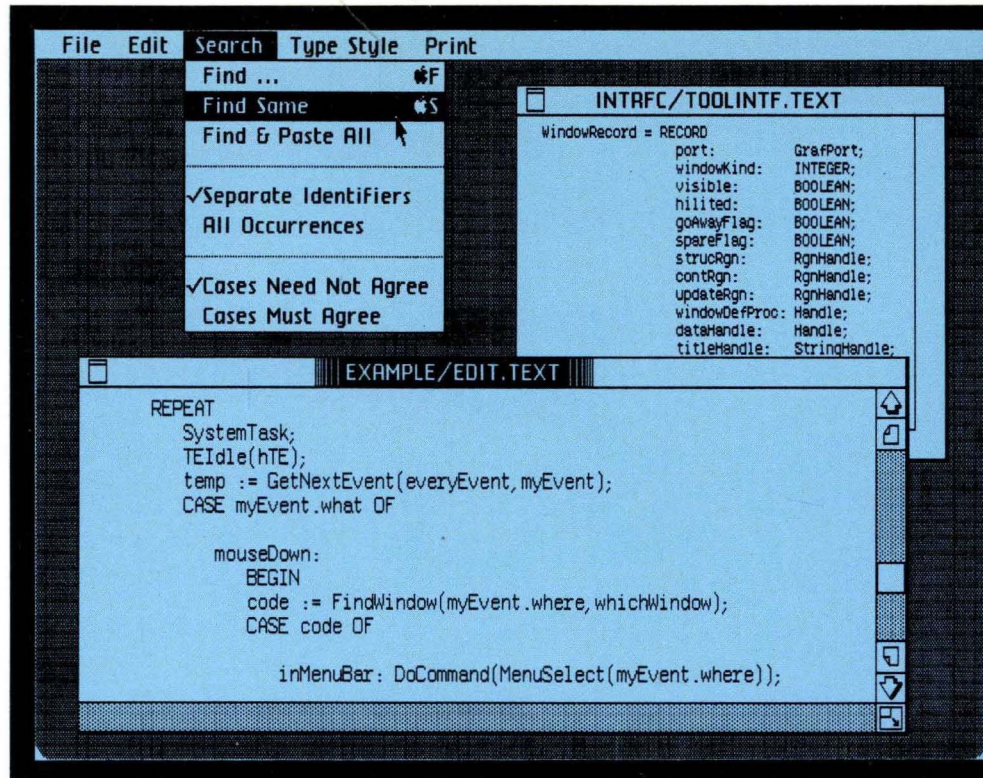 File Edit Search Type Style Print
Find ... F
Find Same S
Find & Paste All
✓Separate Identifiers
All Occurrences
✓Cases Need Not Agree
Cases Must Agree
INTRFC/TOOLINTF.TEXT
WindowRecord = RECORD
port: GrafPort;
windowKind: INTEGER;
visible: BOOLEAN;
hilited: BOOLEAN;
goAwayFlag: BOOLEAN;
spareFlag: BOOLEAN;
strucRgn: RgnHandle;
contRgn: RgnHandle;
updateRgn: RgnHandle;
windowDefProc: Handle;
dataHandle: Handle;
titleHandle: StringHandle;
EXAMPLE/EDIT.TEXT
REPEAT
SystemTask;
TEIdle(hTE);
temp := GetNextEvent(everyEvent,myEvent);
CASE myEvent.what OF
mouseDown:
BEGIN
code := FindWindow(myEvent.where,whichWindow);
CASE code OF
inMenuBar: DoCommand(MenuSelect(myEvent.where));